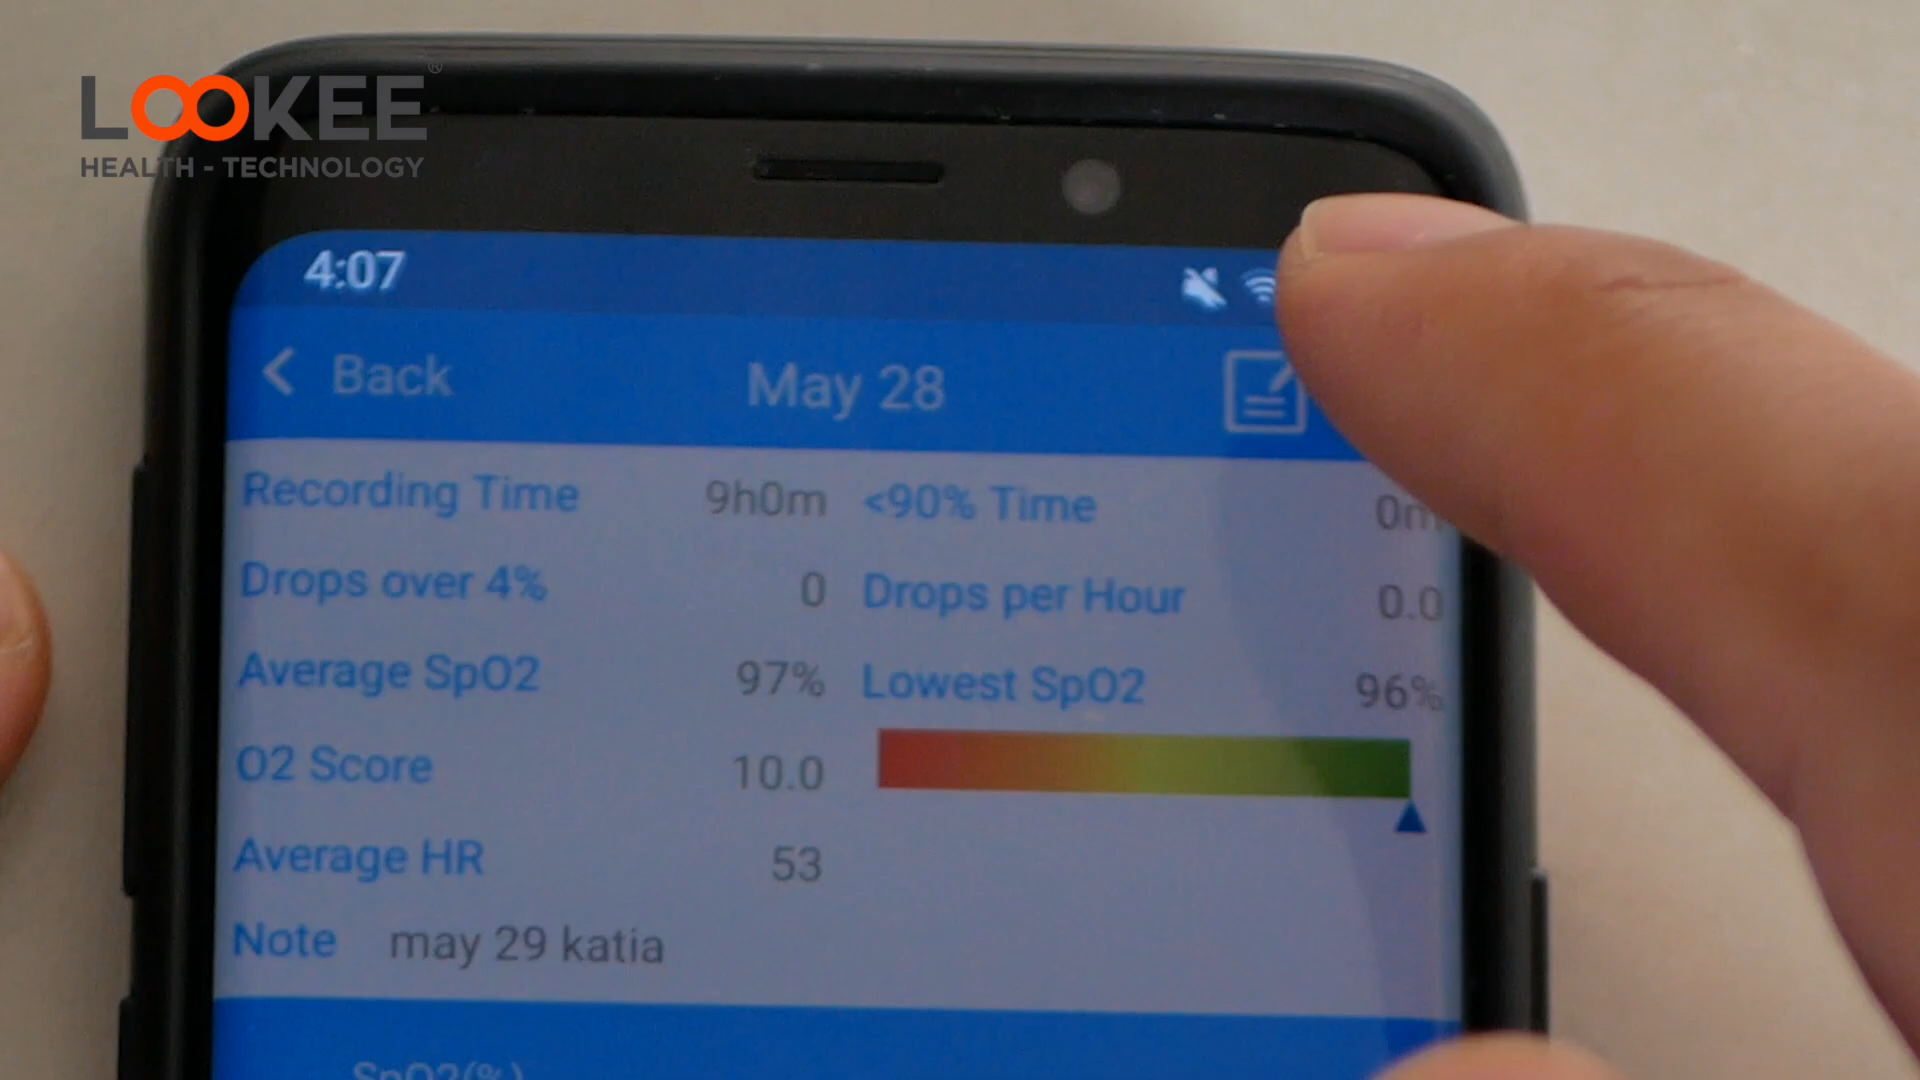 LOOKEE®
HEALTH - TECHNOLOGY
4:07
Back May 28
Recording Time 9h0m <90% Time 0m
Drops over 4% 0 Drops per Hour 0.0
Average SpO2 97% Lowest SpO2 96%
O2 Score 10.0
Average HR 53
Note may 29 katia
SpO2(%)